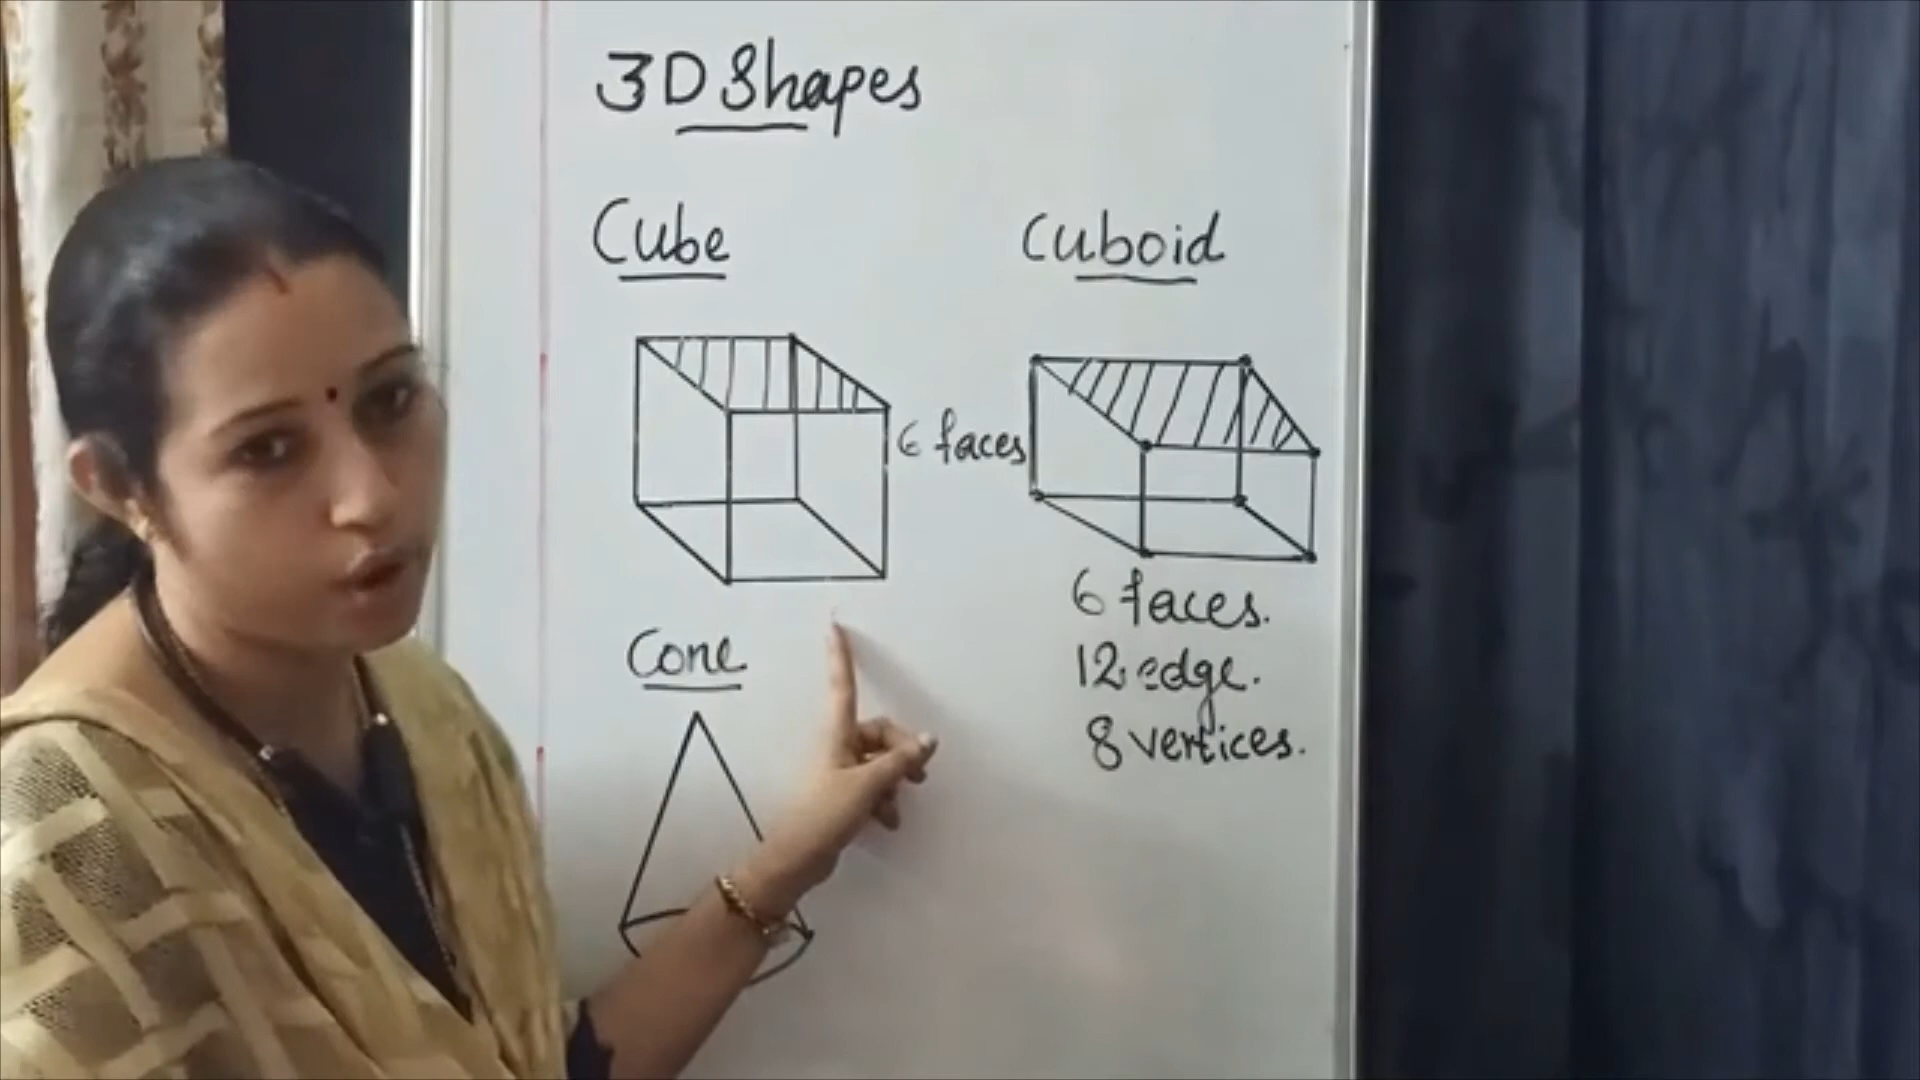 3D Shapes
Cube
Cuboid
6 faces
6 faces.
12 edge.
8 vertices.
Cone